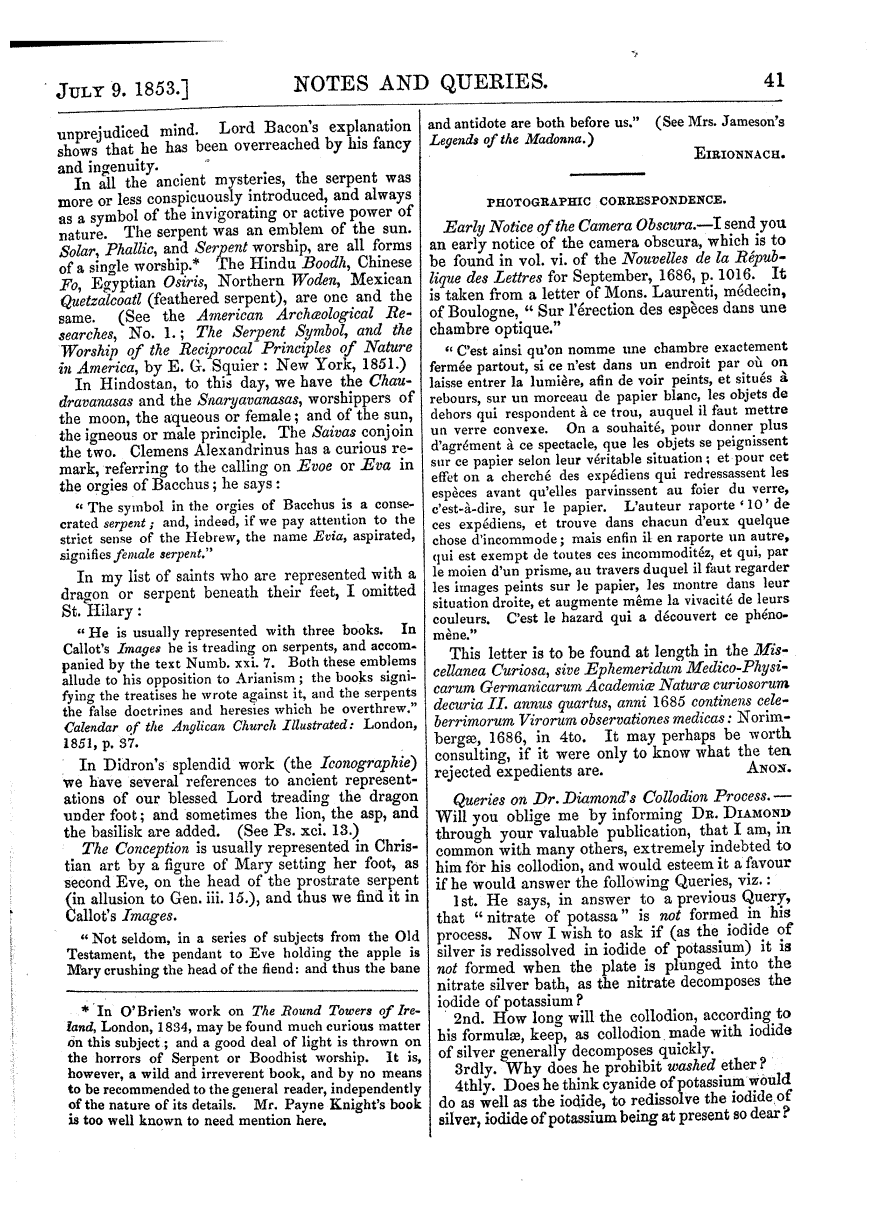 JULY 9. 1853.] NOTES AND QUERIES. 41
unprejudiced mind. Lord Bacon's explanation
shows that he has been overreached by his fancy
and ingenuity.
In all the ancient mysteries, the serpent was
more or less conspicuously introduced, and always
as a symbol of the invigorating or active power of
nature. The serpent was an emblem of the sun.
Solar, Phallic, and Serpent worship, are all forms
of a single worship.* The Hindu Boodh, Chinese
Fo, Egyptian Osiris, Northern Woden, Mexican
Quetzalcoatl (feathered serpent), are one and the
same. (See the American Archæological Re-
searches, No. 1.; The Serpent Symbol, and the
Worship of the Reciprocal Principles of Nature
in America, by E. G. Squier: New York, 1851.)
In Hindostan, to this day, we have the Chau-
dravanasas and the Snaryavanasas, worshippers of
the moon, the aqueous or female; and of the sun,
the igneous or male principle. The Saivas conjoin
the two. Clemens Alexandrinus has a curious re-
mark, referring to the calling on Evoe or Eva in
the orgies of Bacchus; he says:
"The symbol in the orgies of Bacchus is a conse-
crated serpent; and, indeed, if we pay attention to the
strict sense of the Hebrew, the name Evia, aspirated,
signifies female serpent."
In my list of saints who are represented with a
dragon or serpent beneath their feet, I omitted
St. Hilary:
"He is usually represented with three books. In
Callot's Images he is treading on serpents, and accom-
panied by the text Numb. xxi. 7. Both these emblems
allude to his opposition to Arianism; the books signi-
fying the treatises he wrote against it, and the serpents
the false doctrines and heresies which he overthrew."
Calendar of the Anglican Church Illustrated: London,
1851, p. 37.
In Didron's splendid work (the Iconographie)
we have several references to ancient represent-
ations of our blessed Lord treading the dragon
under foot; and sometimes the lion, the asp, and
the basilisk are added. (See Ps. xci. 13.)
The Conception is usually represented in Chris-
tian art by a figure of Mary setting her foot, as
second Eve, on the head of the prostrate serpent
(in allusion to Gen. iii. 15.), and thus we find it in
Callot's Images.
"Not seldom, in a series of subjects from the Old
Testament, the pendant to Eve holding the apple is
Mary crushing the head of the fiend: and thus the bane
* In O'Brien's work on The Round Towers of Ire-
land, London, 1834, may be found much curious matter
on this subject; and a good deal of light is thrown on
the horrors of Serpent or Boodhist worship. It is,
however, a wild and irreverent book, and by no means
to be recommended to the general reader, independently
of the nature of its details. Mr. Payne Knight's book
is too well known to need mention here.
and antidote are both before us." (See Mrs. Jameson's
Legends of the Madonna.)
EIRIONNACH.
PHOTOGRAPHIC CORRESPONDENCE.
Early Notice of the Camera Obscura.—I send you
an early notice of the camera obscura, which is to
be found in vol. vi. of the Nouvelles de la Répub-
lique des Lettres for September, 1686, p. 1016. It
is taken from a letter of Mons. Laurenti, médecin,
of Boulogne, "Sur l'érection des espèces dans une
chambre optique."
"C'est ainsi qu'on nomme une chambre exactement
fermée partout, si ce n'est dans un endroit par où on
laisse entrer la lumière, afin de voir peints, et situés à
rebours, sur un morceau de papier blanc, les objets de
dehors qui respondent à ce trou, auquel il faut mettre
un verre convexe. On a souhaité, pour donner plus
d'agrément à ce spectacle, que les objets se peignissent
sur ce papier selon leur véritable situation; et pour cet
effet on a cherché des expédiens qui redressassent les
espèces avant qu'elles parvinssent au foier du verre,
c'est-à-dire, sur le papier. L'auteur raporte '10' de
ces expédiens, et trouve dans chacun d'eux quelque
chose d'incommode; mais enfin il en raporte un autre,
qui est exempt de toutes ces incommoditéz, et qui, par
le moien d'un prisme, au travers duquel il faut regarder
les images peints sur le papier, les montre dans leur
situation droite, et augmente même la vivacité de leurs
couleurs. C'est le hazard qui a découvert ce phéno-
mène."
This letter is to be found at length in the Mis-
cellanea Curiosa, sive Ephemeridum Medico-Physi-
carum Germanicarum Academiæ Naturæ curiosorum
decuria II. annus quartus, anni 1685 continens cele-
berrimorum Virorum observationes medicas: Norim-
bergæ, 1686, in 4to. It may perhaps be worth
consulting, if it were only to know what the ten
rejected expedients are. ANON.
Queries on Dr. Diamond's Collodion Process.—
Will you oblige me by informing DR. DIAMOND
through your valuable publication, that I am, in
common with many others, extremely indebted to
him for his collodion, and would esteem it a favour
if he would answer the following Queries, viz.:
1st. He says, in answer to a previous Query,
that "nitrate of potassa" is not formed in his
process. Now I wish to ask if (as the iodide of
silver is redissolved in iodide of potassium) it is
not formed when the plate is plunged into the
nitrate silver bath, as the nitrate decomposes the
iodide of potassium?
2nd. How long will the collodion, according to
his formulæ, keep, as collodion made with iodide
of silver generally decomposes quickly.
3rdly. Why does he prohibit washed ether?
4thly. Does he think cyanide of potassium would
do as well as the iodide, to redissolve the iodide of
silver, iodide of potassium being at present so dear?